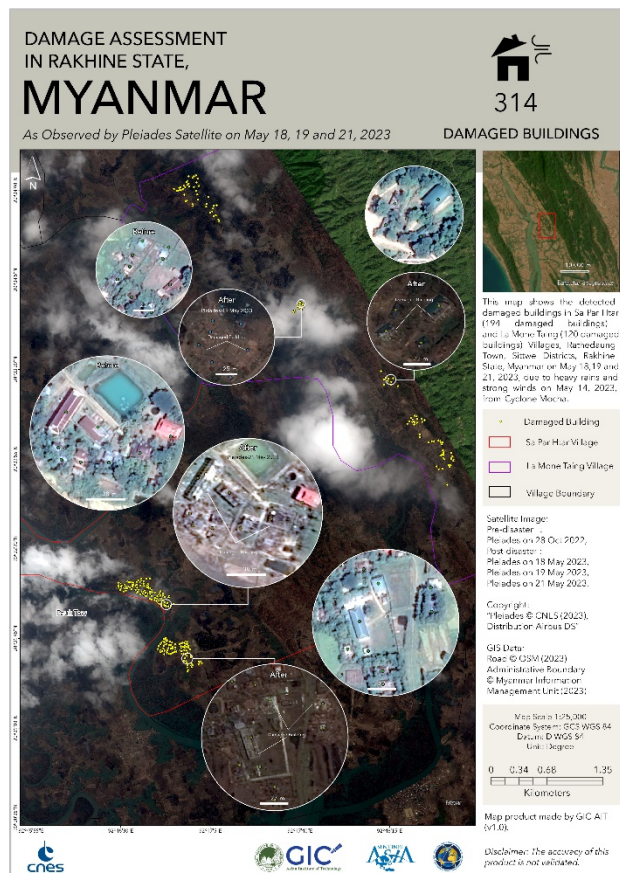 DAMAGE ASSESSMENT
IN RAKHINE STATE,
MYANMAR
As Observed by Pleiades Satellite on May 18, 19 and 21, 2023
314
DAMAGED BUILDINGS
N
Before
After
After
Before
After
After
This map shows the detected
damaged buildings in Sa Par Htar
(194 damaged buildings)
and La Mone Taing (120 damaged
buildings) Villages, Rathedaung
Town, Sittwe Districts, Rakhine
State, Myanmar on May 18,19 and
21, 2023, due to heavy rains and
strong winds on May 14, 2023,
from Cyclone Mocha.
Damaged Building
Sa Par Htar Village
La Mone Taing Village
Village Boundary
Satellite Image:
Pre-disaster :
Pleiades on 28 Oct 2022,
Post-disaster :
Pleiades on 18 May 2023,
Pleiades on 19 May 2023,
Pleiades on 21 May 2023.
Copyright:
"Pleiades © CNES (2023),
Distribution Airbus DS"
GIS Data:
Road © OSM (2023)
Administrative Boundary
© Myanmar Information
Management Unit (2023)
Map Scale 1:25,000
Coordinate System: GCS WGS 84
Datum: D WGS 84
Unit: Degree
0 0.34 0.68 1.35
Kilometers
Map product made by GIC AIT
(v1.0).
Disclaimer: The accuracy of this
product is not validated.
cnes
GIC
Asian Institute of Technology